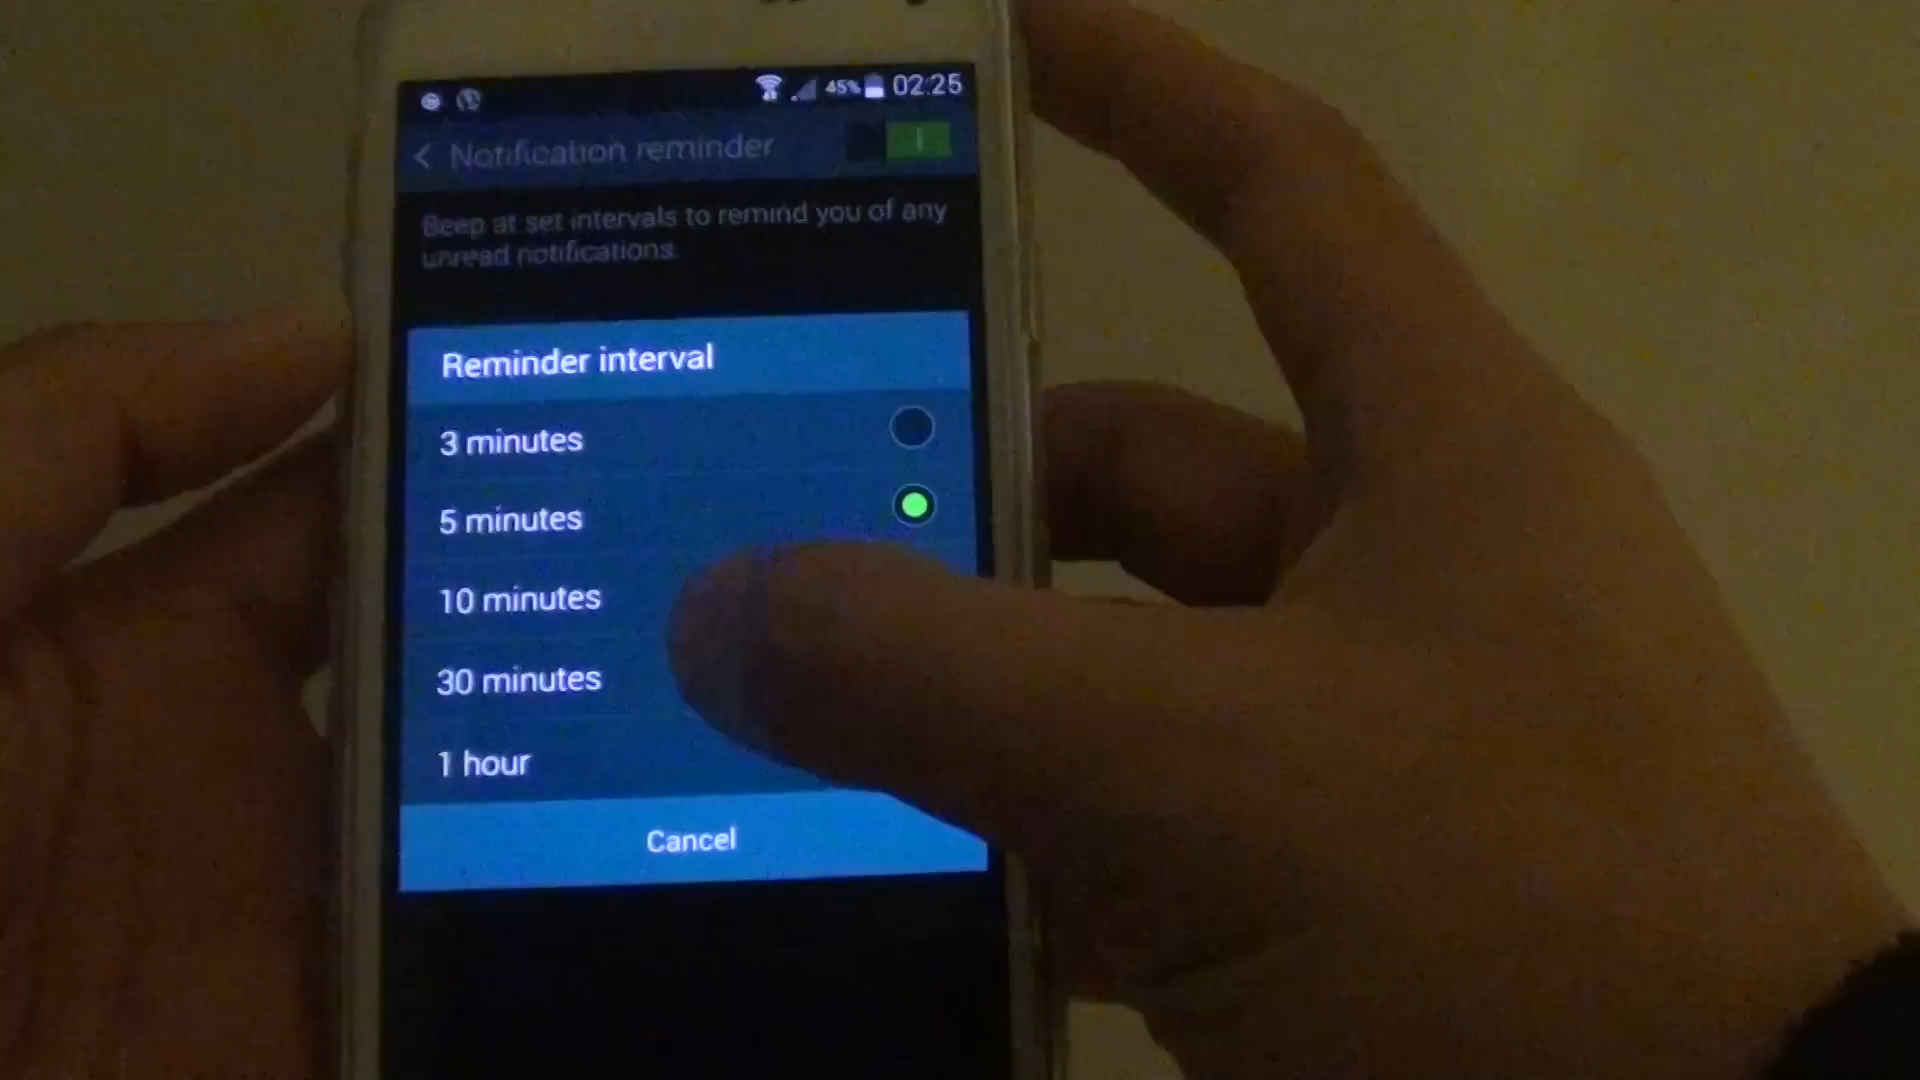 45% 02:25
Notification reminder
Beep at set intervals to remind you of any
unread notifications.
Reminder interval
3 minutes
5 minutes
10 minutes
30 minutes
1 hour
Cancel